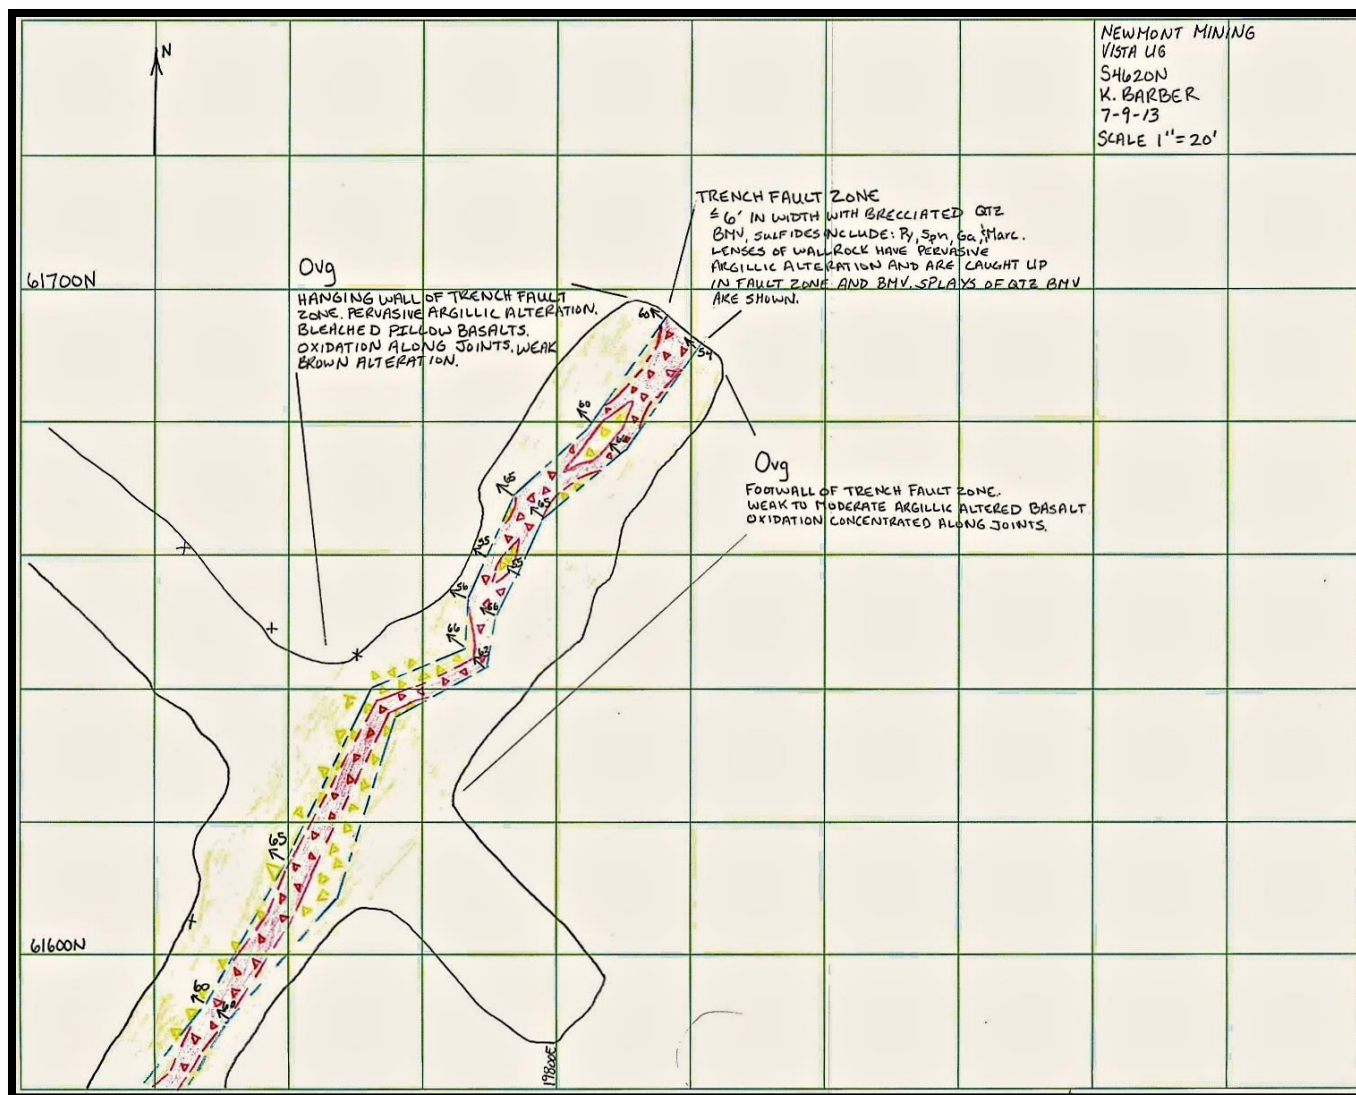 N
NEWMONT MINING
VISTA UG
S4620N
K. BARBER
7-9-13
SCALE 1"=20'
TRENCH FAULT ZONE
≤ 6' IN WIDTH WITH BRECCIATED QTZ
BMV, SULFIDES INCLUDE: Py, Spn, Ga, & Marc.
LENSES OF WALLROCK HAVE PERVASIVE
ARGILLIC ALTERATION AND ARE CAUGHT UP
IN FAULT ZONE AND BMV. SPLAYS OF QTZ BMV
ARE SHOWN.
61700N
Ovg
HANGING WALL OF TRENCH FAULT
ZONE. PERVASIVE ARGILLIC ALTERATION.
BLEACHED PILLOW BASALTS.
OXIDATION ALONG JOINTS. WEAK
BROWN ALTERATION.
60
54
60
65
65
55
56
66
66
Ovg
FOOTWALL OF TRENCH FAULT ZONE.
WEAK TO MODERATE ARGILLIC ALTERED BASALT
OXIDATION CONCENTRATED ALONG JOINTS.
65
61600N
60
60
19800E